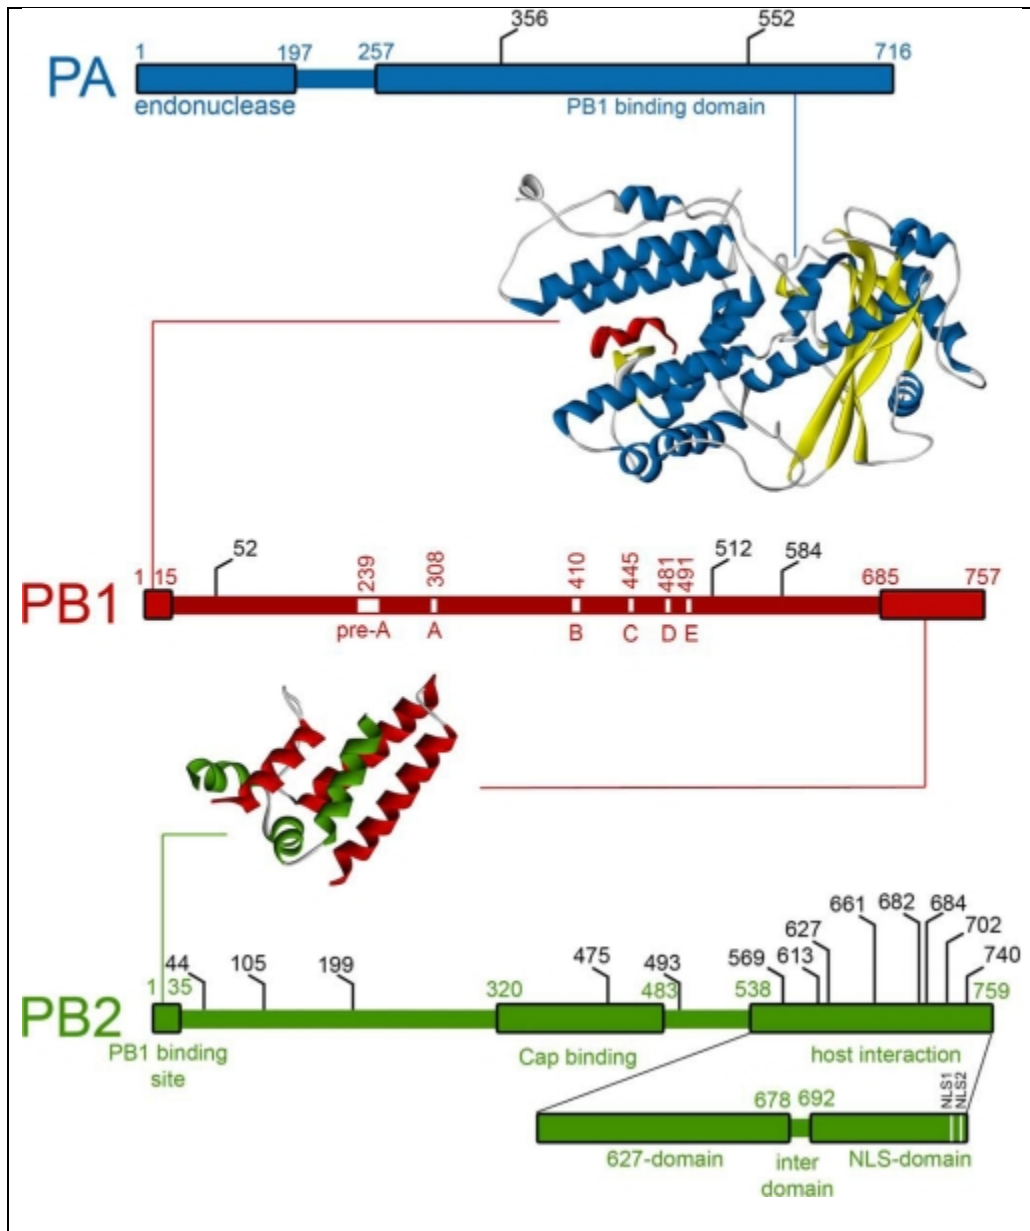 356 552
1 197 257 716
PA
endonuclease PB1 binding domain
52 239 308 410 445 481 491 512 584
1 15 685 757
PB1
pre-A A B C D E
661 682 684
627 702
44 105 199 475 493 569 613 740
1 35 320 483 538 759
PB2
PB1 binding
site
Cap binding
host interaction
NLS1
NLS2
678 692
627-domain inter NLS-domain
domain